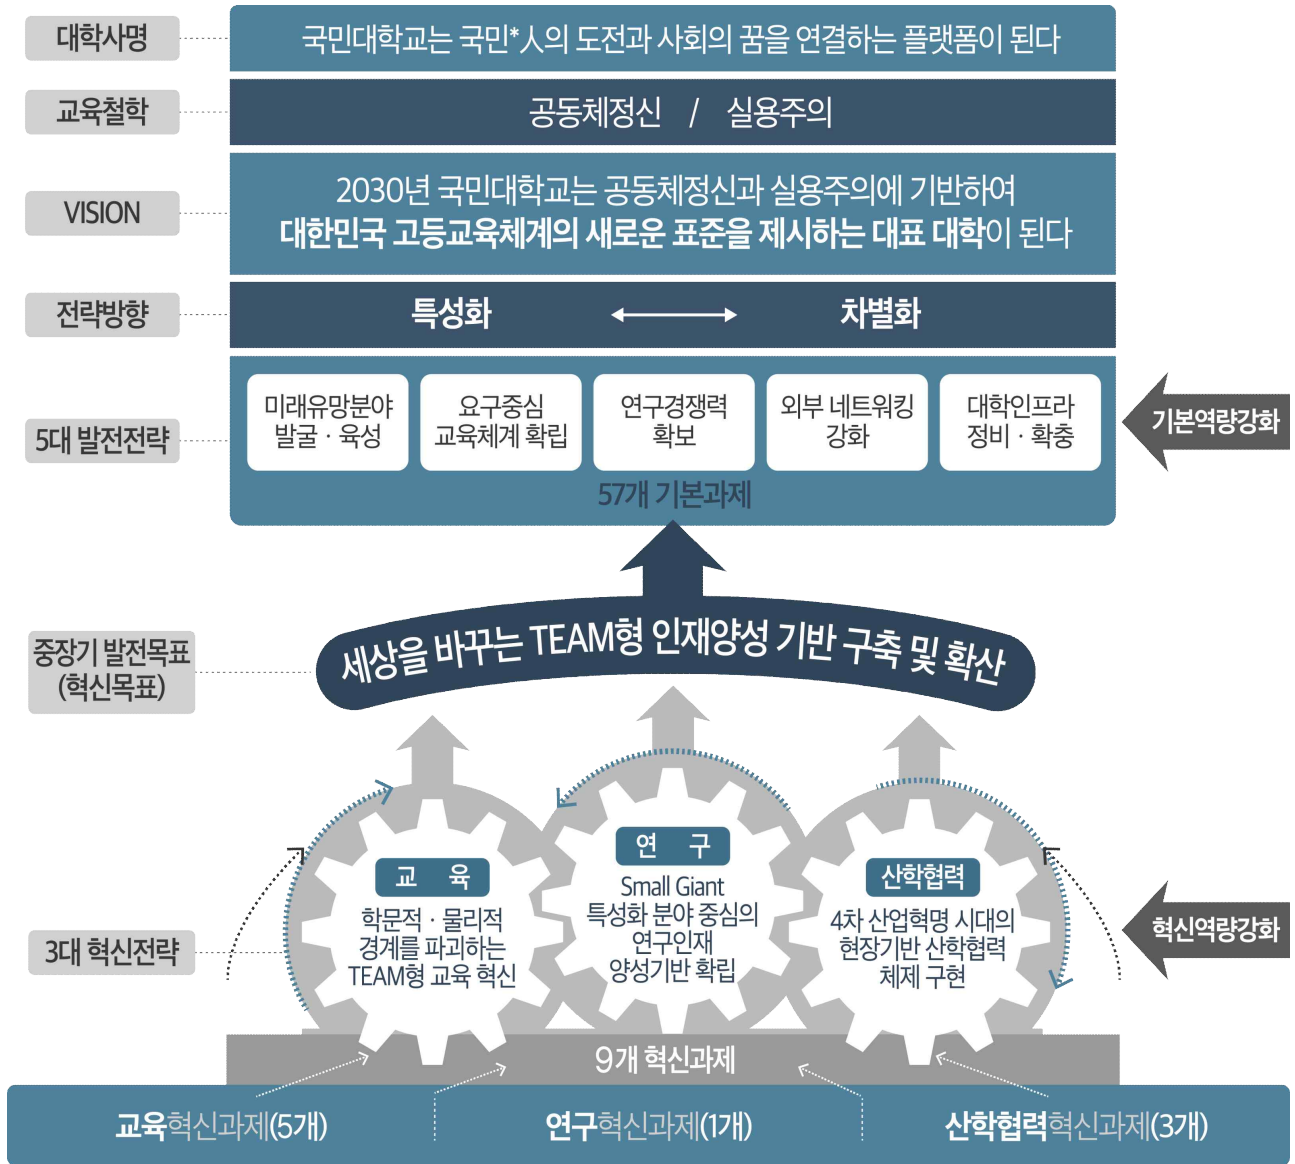 대학사명
국민대학교는 국민*人의 도전과 사회의 꿈을 연결하는 플랫폼이 된다
교육철학
공동체정신 / 실용주의
VISION
2030년 국민대학교는 공동체정신과 실용주의에 기반하여
대한민국 고등교육체계의 새로운 표준을 제시하는 대표 대학이 된다
전략방향
특성화 차별화
5대 발전전략
미래유망분야
발굴 · 육성
요구중심
교육체계 확립
연구경쟁력
확보
외부 네트워킹
강화
대학인프라
정비 · 확충
57개 기본과제
기본역량강화
중장기 발전목표
(혁신목표)
세상을 바꾸는 TEAM형 인재양성 기반 구축 및 확산
3대 혁신전략
교 육
학문적 · 물리적
경계를 파괴하는
TEAM형 교육 혁신
연 구
Small Giant
특성화 분야 중심의
연구인재
양성기반 확립
산학협력
4차 산업혁명 시대의
현장기반 산학협력
체제 구현
혁신역량강화
9개 혁신과제
교육혁신과제(5개)
연구혁신과제(1개)
산학협력혁신과제(3개)